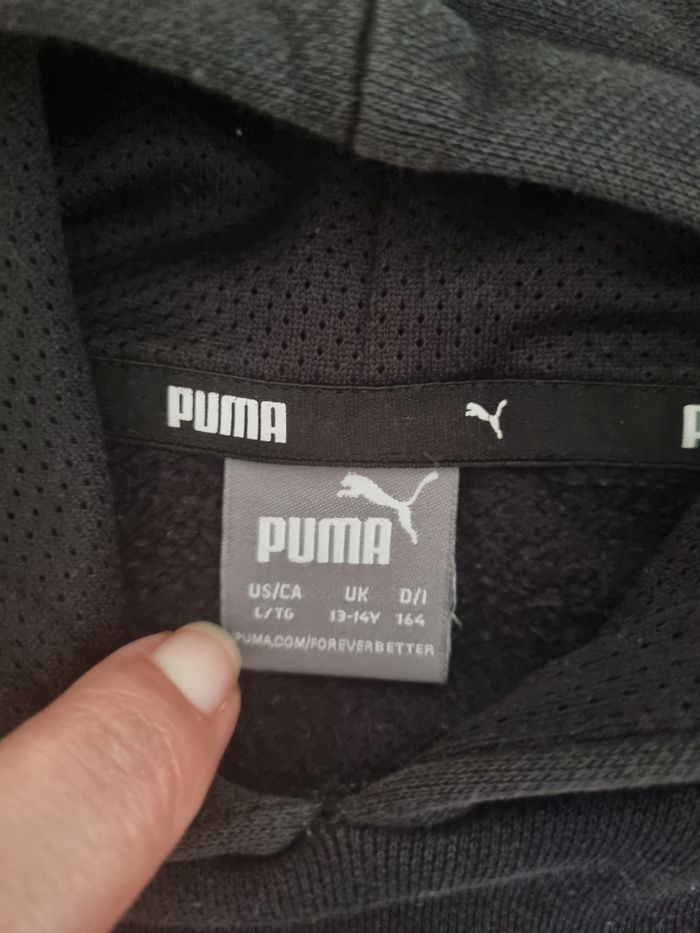 PUMA
PUMA
US/CA UK D/I
L/TG 13-14Y 164
PUMA.COM/FOREVERBETTER